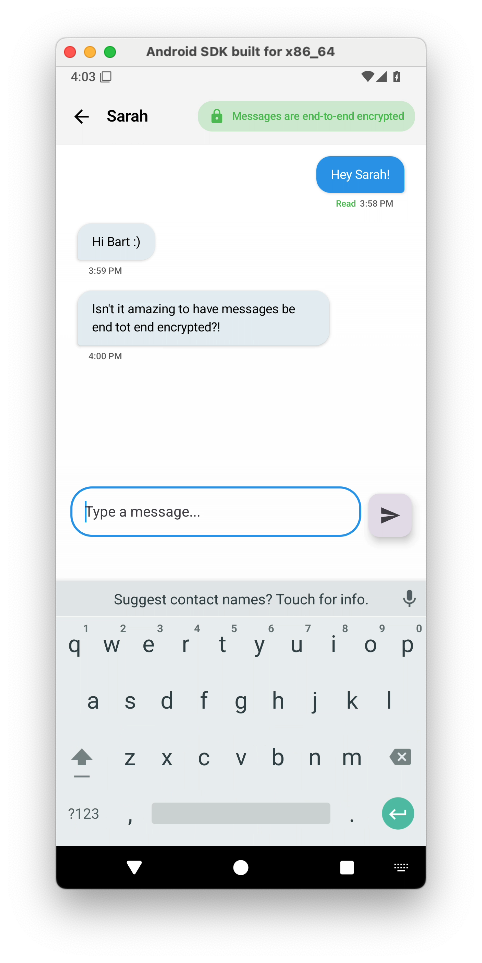 Android SDK built for x86_64
4:03
Sarah
Messages are end-to-end encrypted
Hey Sarah!
Read 3:58 PM
Hi Bart :)
3:59 PM
Isn't it amazing to have messages be
end tot end encrypted?!
4:00 PM
Type a message...
Suggest contact names? Touch for info.
1 2 3 4 5 6 7 8 9 0
q w e r t y u i o p
a s d f g h j k l
z x c v b n m
?123 , .